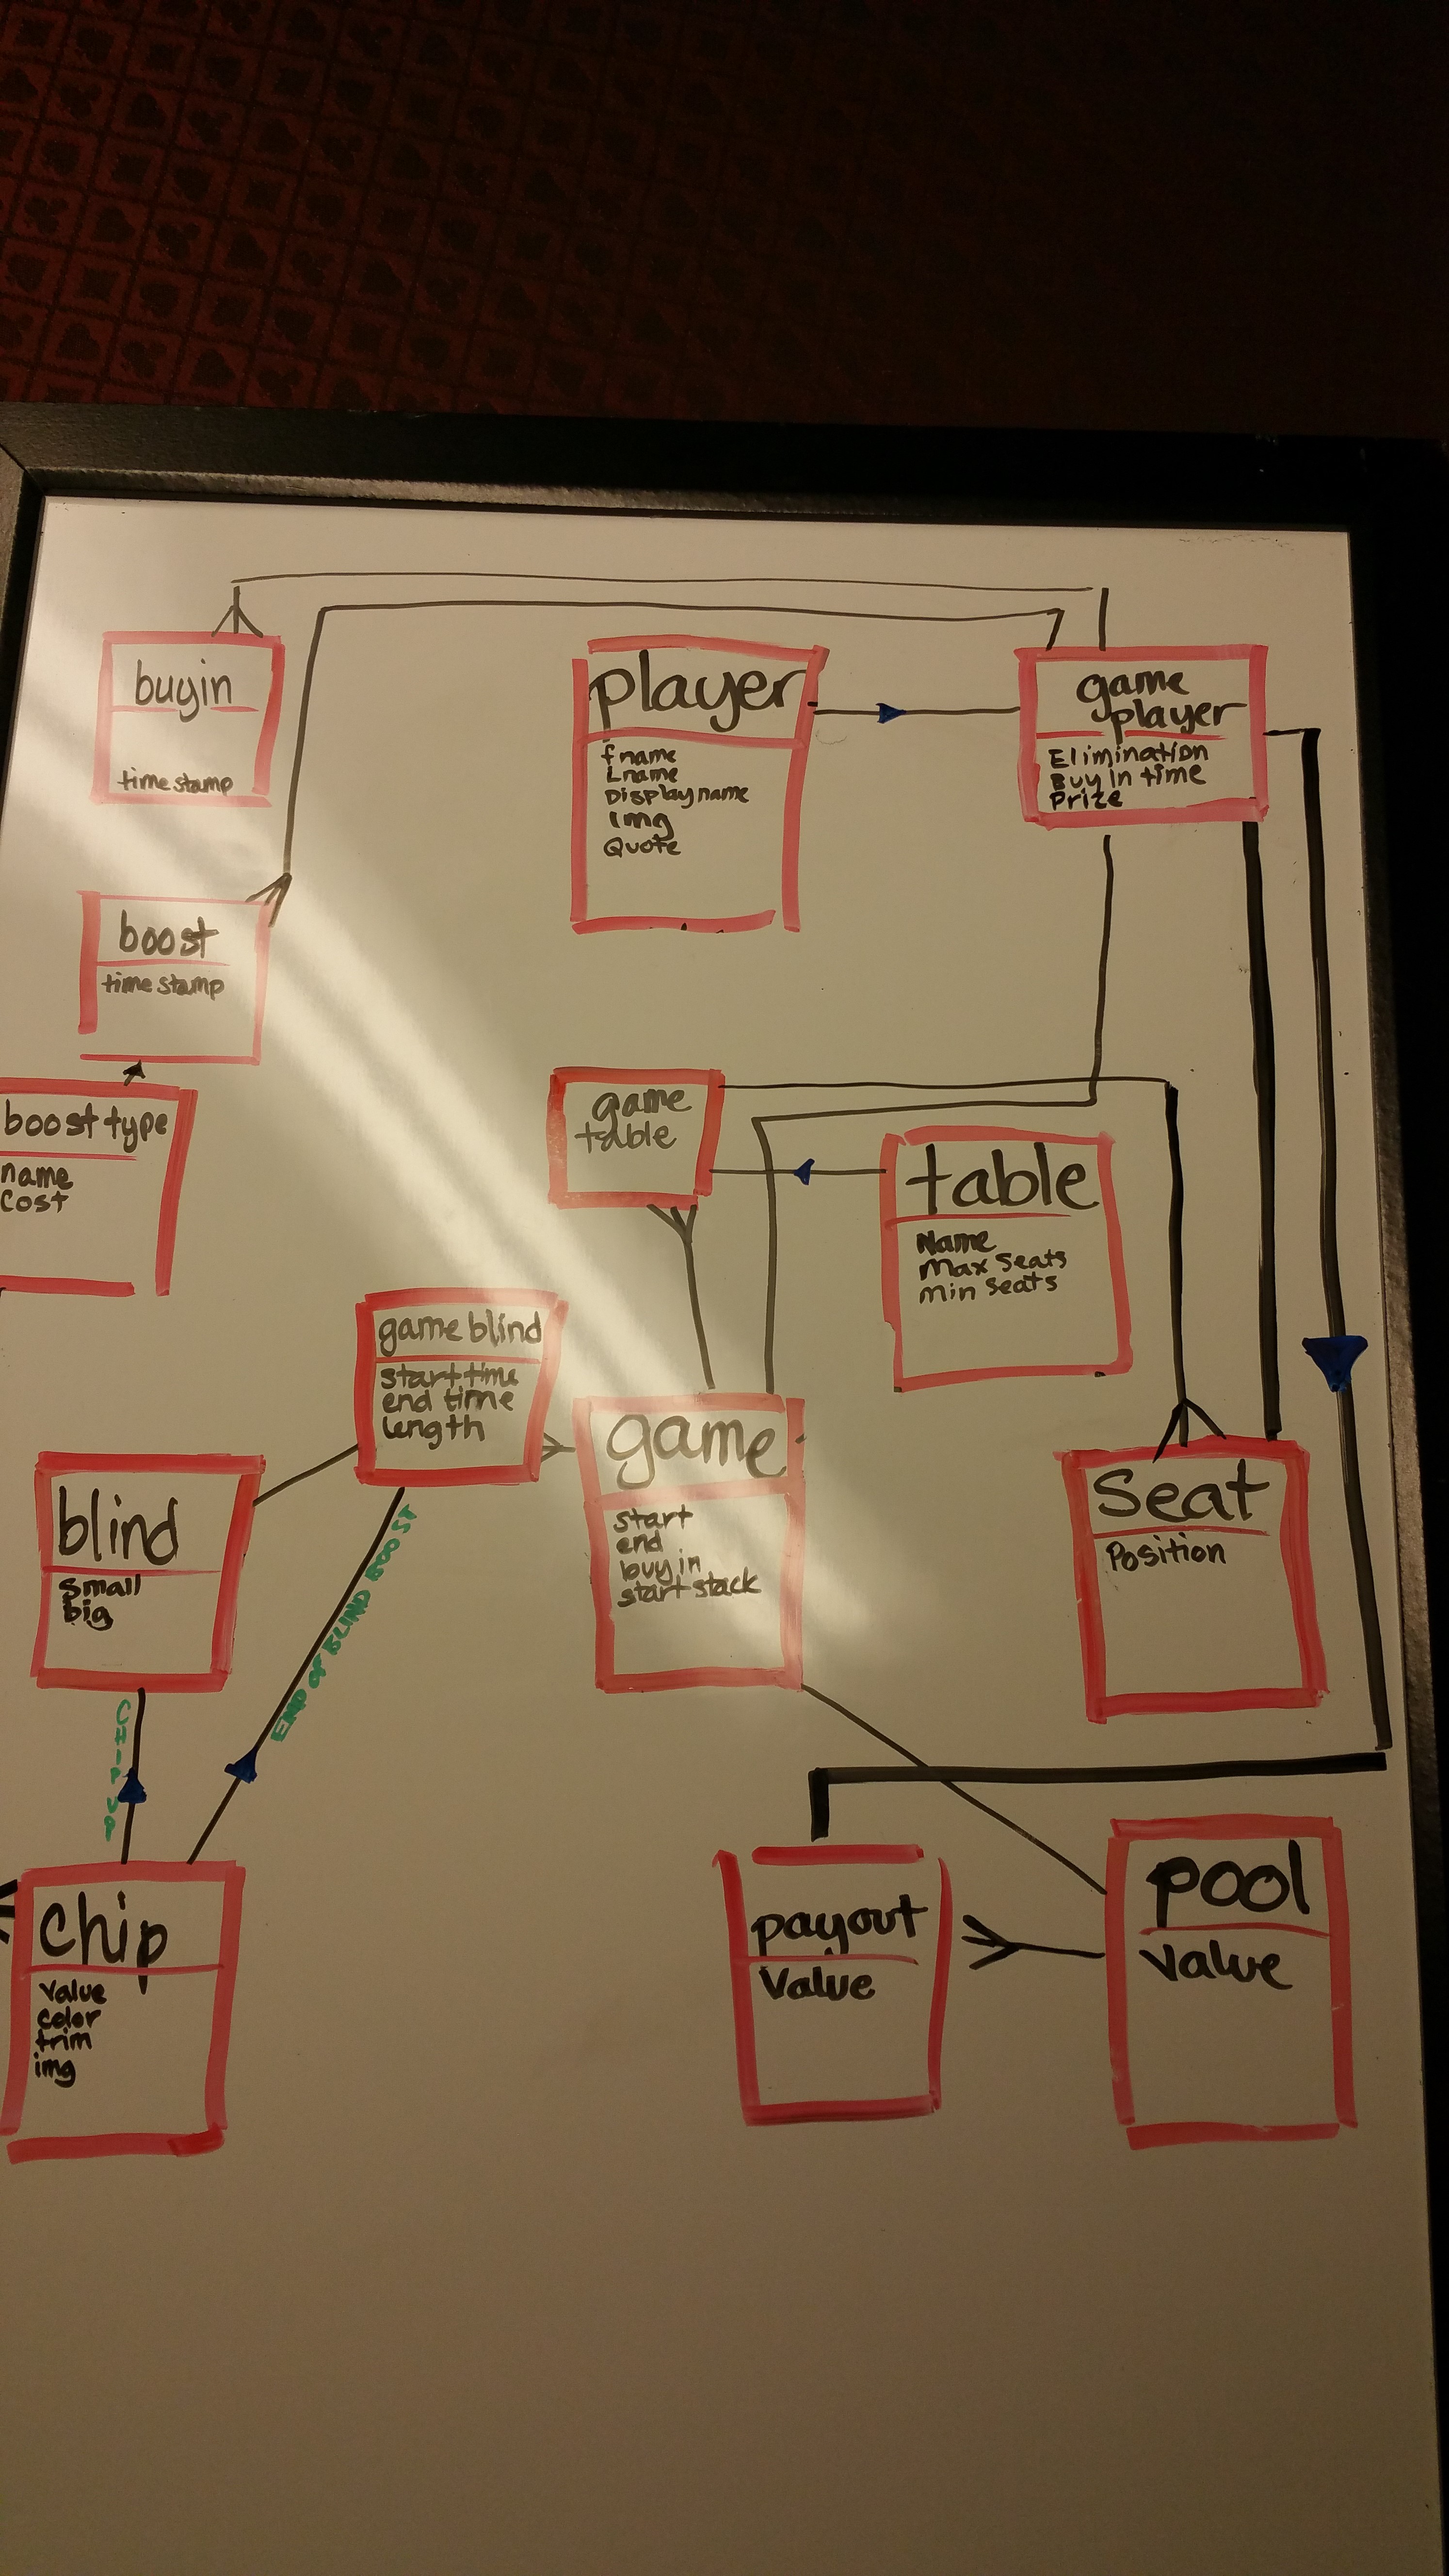 buyin
timestamp
player
fname
Lname
Display name
img
Quote
game
player
Elimination
Buy In time
Prize
boost
timestamp
boost type
name
cost
game
table
table
Name
max seats
min seats
game blind
start time
end time
length
game
start
end
buy in
start stack
Seat
Position
blind
small
big
CHIP UP
END OF BLIND BOOST
chip
value
color
trim
img
payout
Value
pool
Value